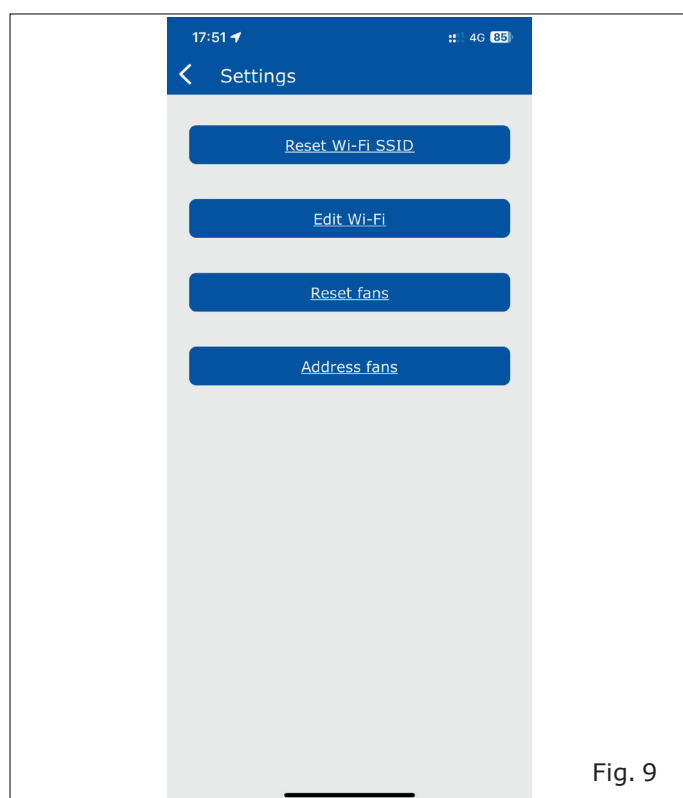 17:51 4G 85
Settings
Reset Wi-Fi SSID
Edit Wi-Fi
Reset fans
Address fans
Fig. 9